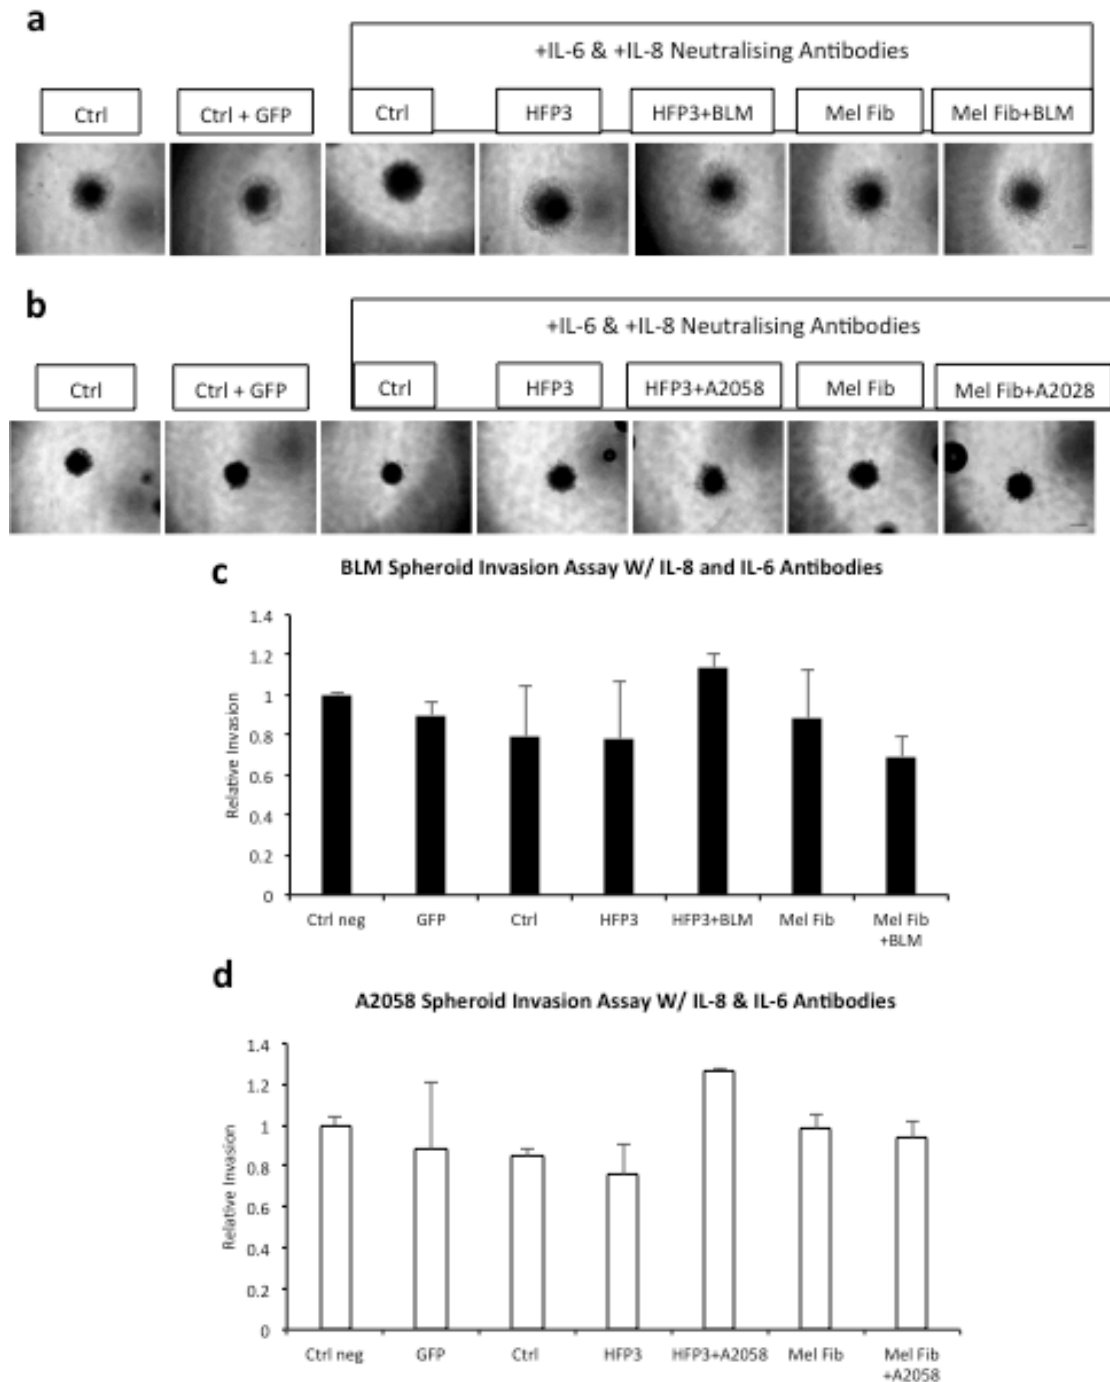 a
+IL-6 & +IL-8 Neutralising Antibodies
Ctrl
Ctrl + GFP
Ctrl
HFP3
HFP3+BLM
Mel Fib
Mel Fib+BLM
b
+IL-6 & +IL-8 Neutralising Antibodies
Ctrl
Ctrl + GFP
Ctrl
HFP3
HFP3+A2058
Mel Fib
Mel Fib+A2028
c
BLM Spheroid Invasion Assay W/ IL-8 and IL-6 Antibodies
Relative Invasion
1.4
1.2
1
0.8
0.6
0.4
0.2
0
Ctrl neg
GFP
Ctrl
HFP3
HFP3+BLM
Mel Fib
Mel Fib
+BLM
d
A2058 Spheroid Invasion Assay W/ IL-8 & IL-6 Antibodies
Relative Invasion
1.4
1.2
1
0.8
0.6
0.4
0.2
0
Ctrl neg
GFP
Ctrl
HFP3
HFP3+A2058
Mel Fib
Mel Fib
+A2058